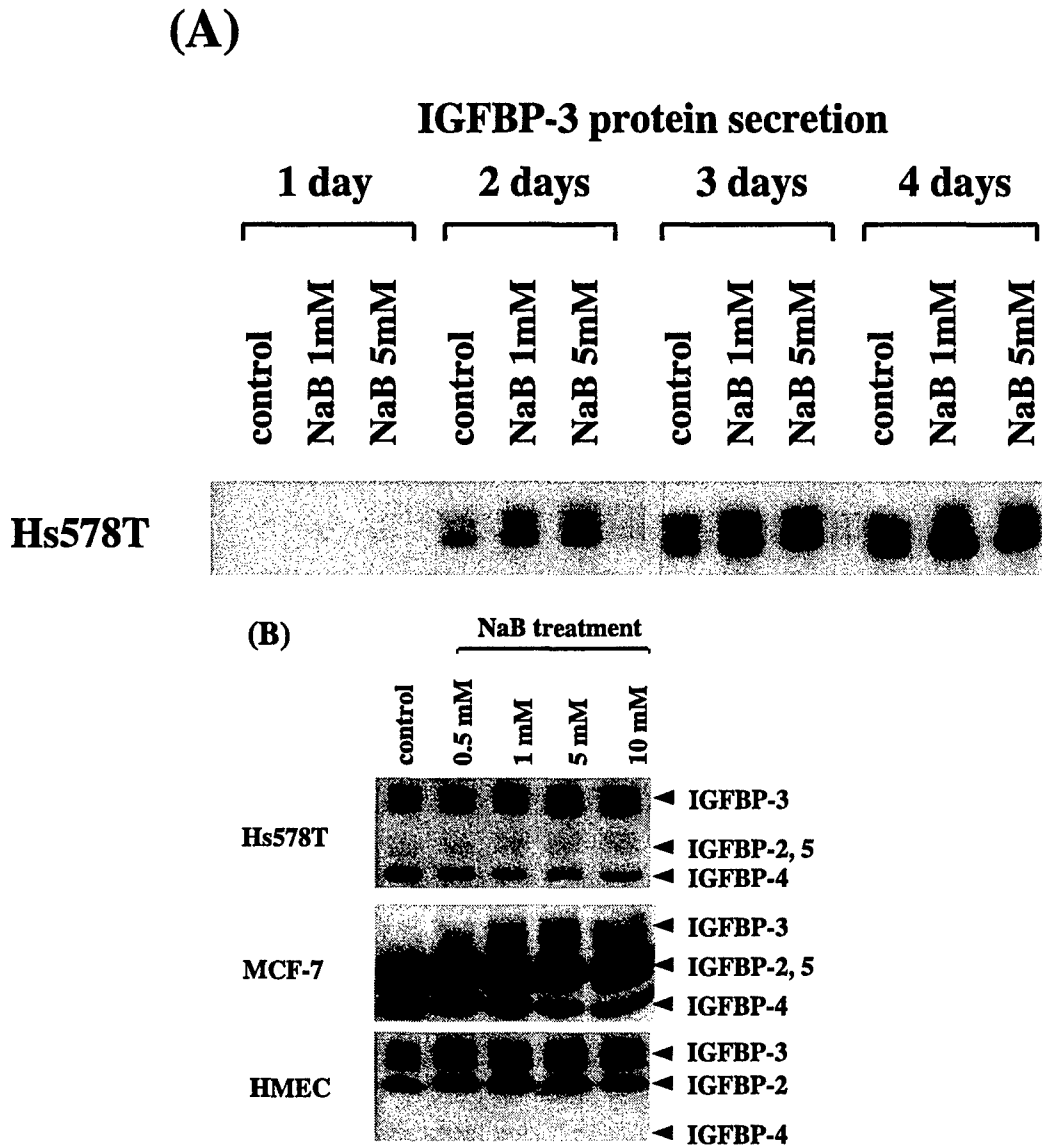 (A)
IGFBP-3 protein secretion
1 day 2 days 3 days 4 days
control NaB 1mM NaB 5mM control NaB 1mM NaB 5mM control NaB 1mM NaB 5mM control NaB 1mM NaB 5mM
Hs578T
(B) NaB treatment
control 0.5 mM 1 mM 5 mM 10 mM
IGFBP-3
Hs578T
IGFBP-2, 5
IGFBP-4
IGFBP-3
MCF-7 IGFBP-2, 5
IGFBP-4
IGFBP-3
HMEC IGFBP-2
IGFBP-4